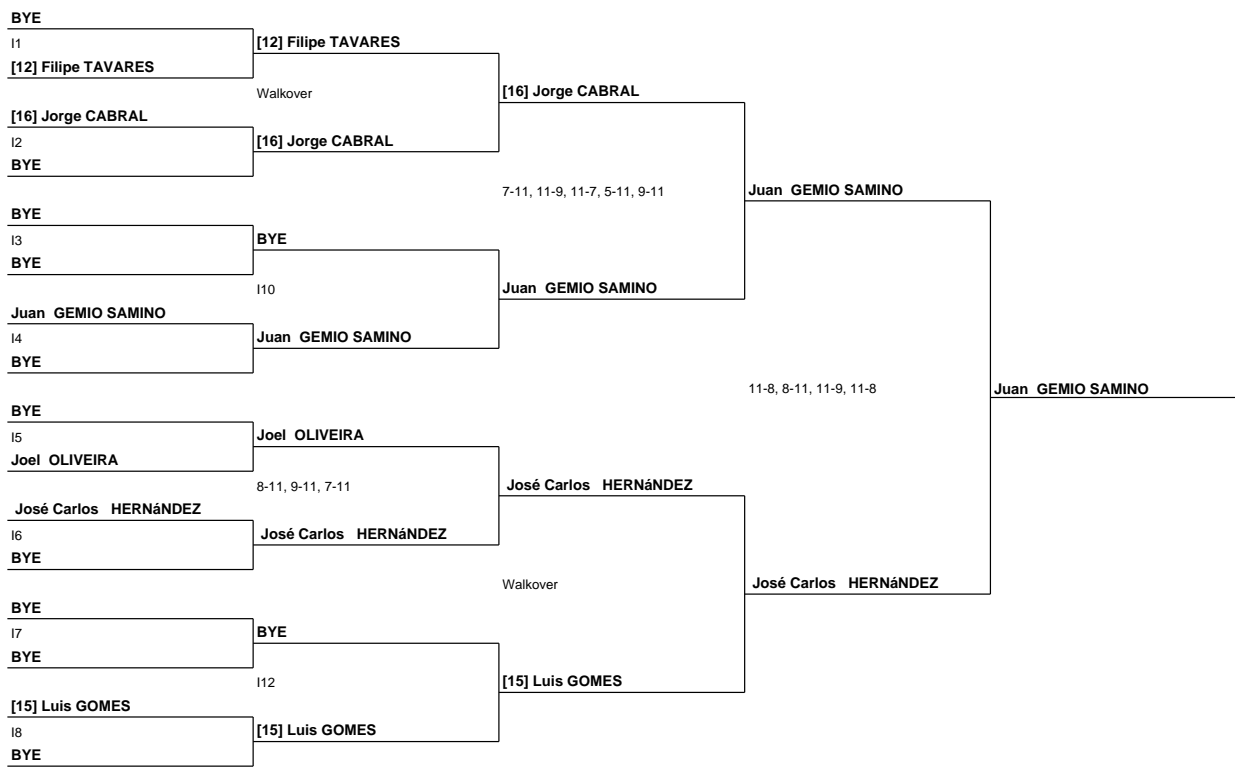 BYE
I1
[12] Filipe TAVARES
[12] Filipe TAVARES
Walkover
[16] Jorge CABRAL
[16] Jorge CABRAL
I2
[16] Jorge CABRAL
BYE
7-11, 11-9, 11-7, 5-11, 9-11
Juan GEMIO SAMINO
BYE
I3
BYE
BYE
I10
Juan GEMIO SAMINO
Juan GEMIO SAMINO
I4
Juan GEMIO SAMINO
BYE
11-8, 8-11, 11-9, 11-8
Juan GEMIO SAMINO
BYE
I5
Joel OLIVEIRA
Joel OLIVEIRA
8-11, 9-11, 7-11
José Carlos HERNáNDEZ
José Carlos HERNáNDEZ
I6
José Carlos HERNáNDEZ
BYE
Walkover
José Carlos HERNáNDEZ
BYE
I7
BYE
BYE
I12
[15] Luis GOMES
[15] Luis GOMES
I8
[15] Luis GOMES
BYE